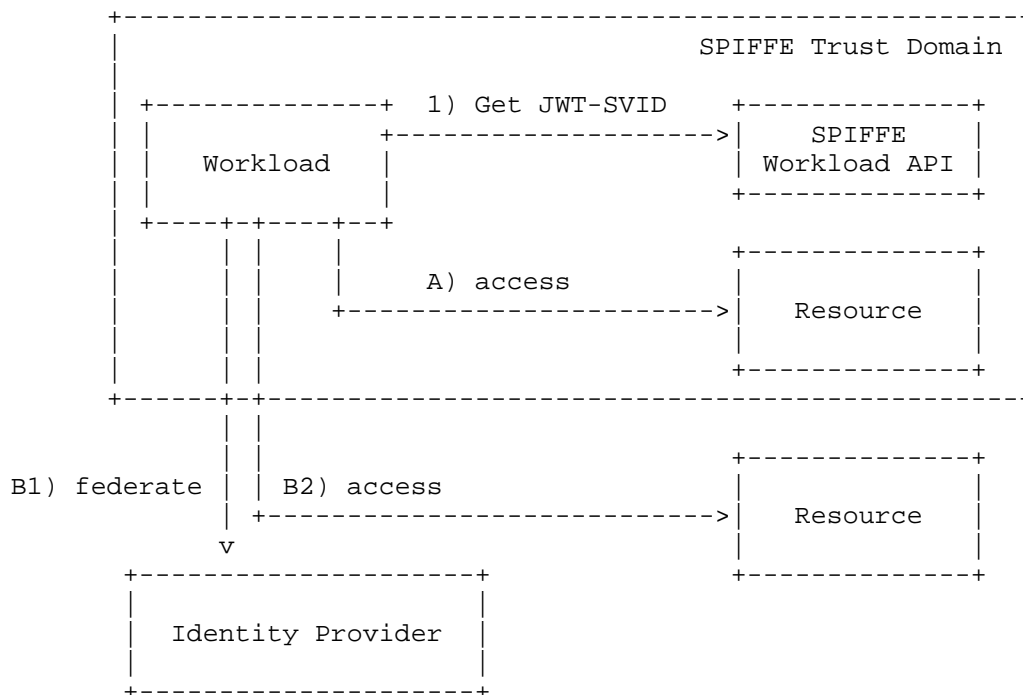 SPIFFE Trust Domain
1) Get JWT-SVID
SPIFFE
Workload
Workload API
A) access
Resource
B1) federate
B2) access
Resource
v
Identity Provider